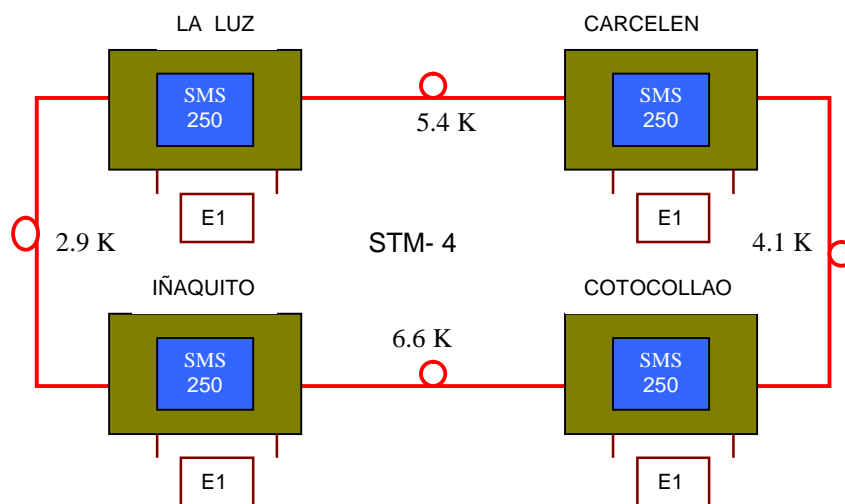 LA LUZ
CARCELEN
SMS
250
SMS
250
5.4 K
E1
E1
2.9 K
STM- 4
4.1 K
IÑAQUITO
COTOCOLLAO
6.6 K
SMS
250
SMS
250
E1
E1